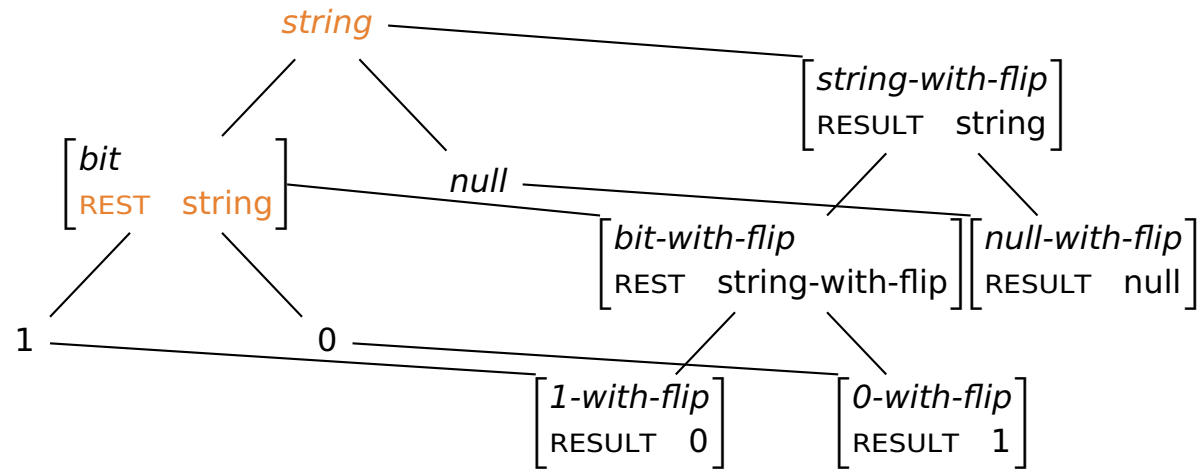 string
string-with-flip
RESULT string
bit
REST string
null
bit-with-flip
REST string-with-flip
null-with-flip
RESULT null
1
0
1-with-flip
RESULT 0
0-with-flip
RESULT 1